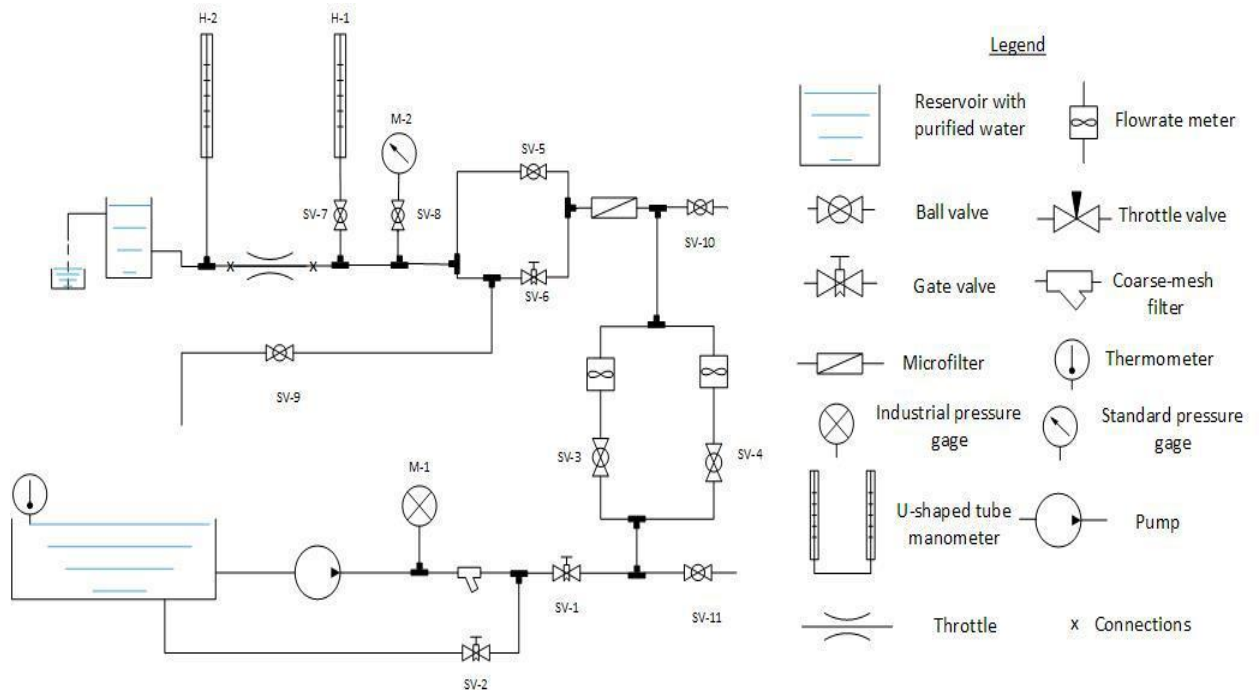 H-2
H-1
M-2
SV-5
SV-7
SV-8
SV-10
SV-6
SV-9
SV-3
SV-4
M-1
SV-1
SV-11
SV-2
Legend
Reservoir with
purified water
Flowrate meter
Ball valve
Throttle valve
Gate valve
Coarse-mesh
filter
Microfilter
Thermometer
Industrial pressure
gage
Standard pressure
gage
U-shaped tube
manometer
Pump
Throttle
x Connections